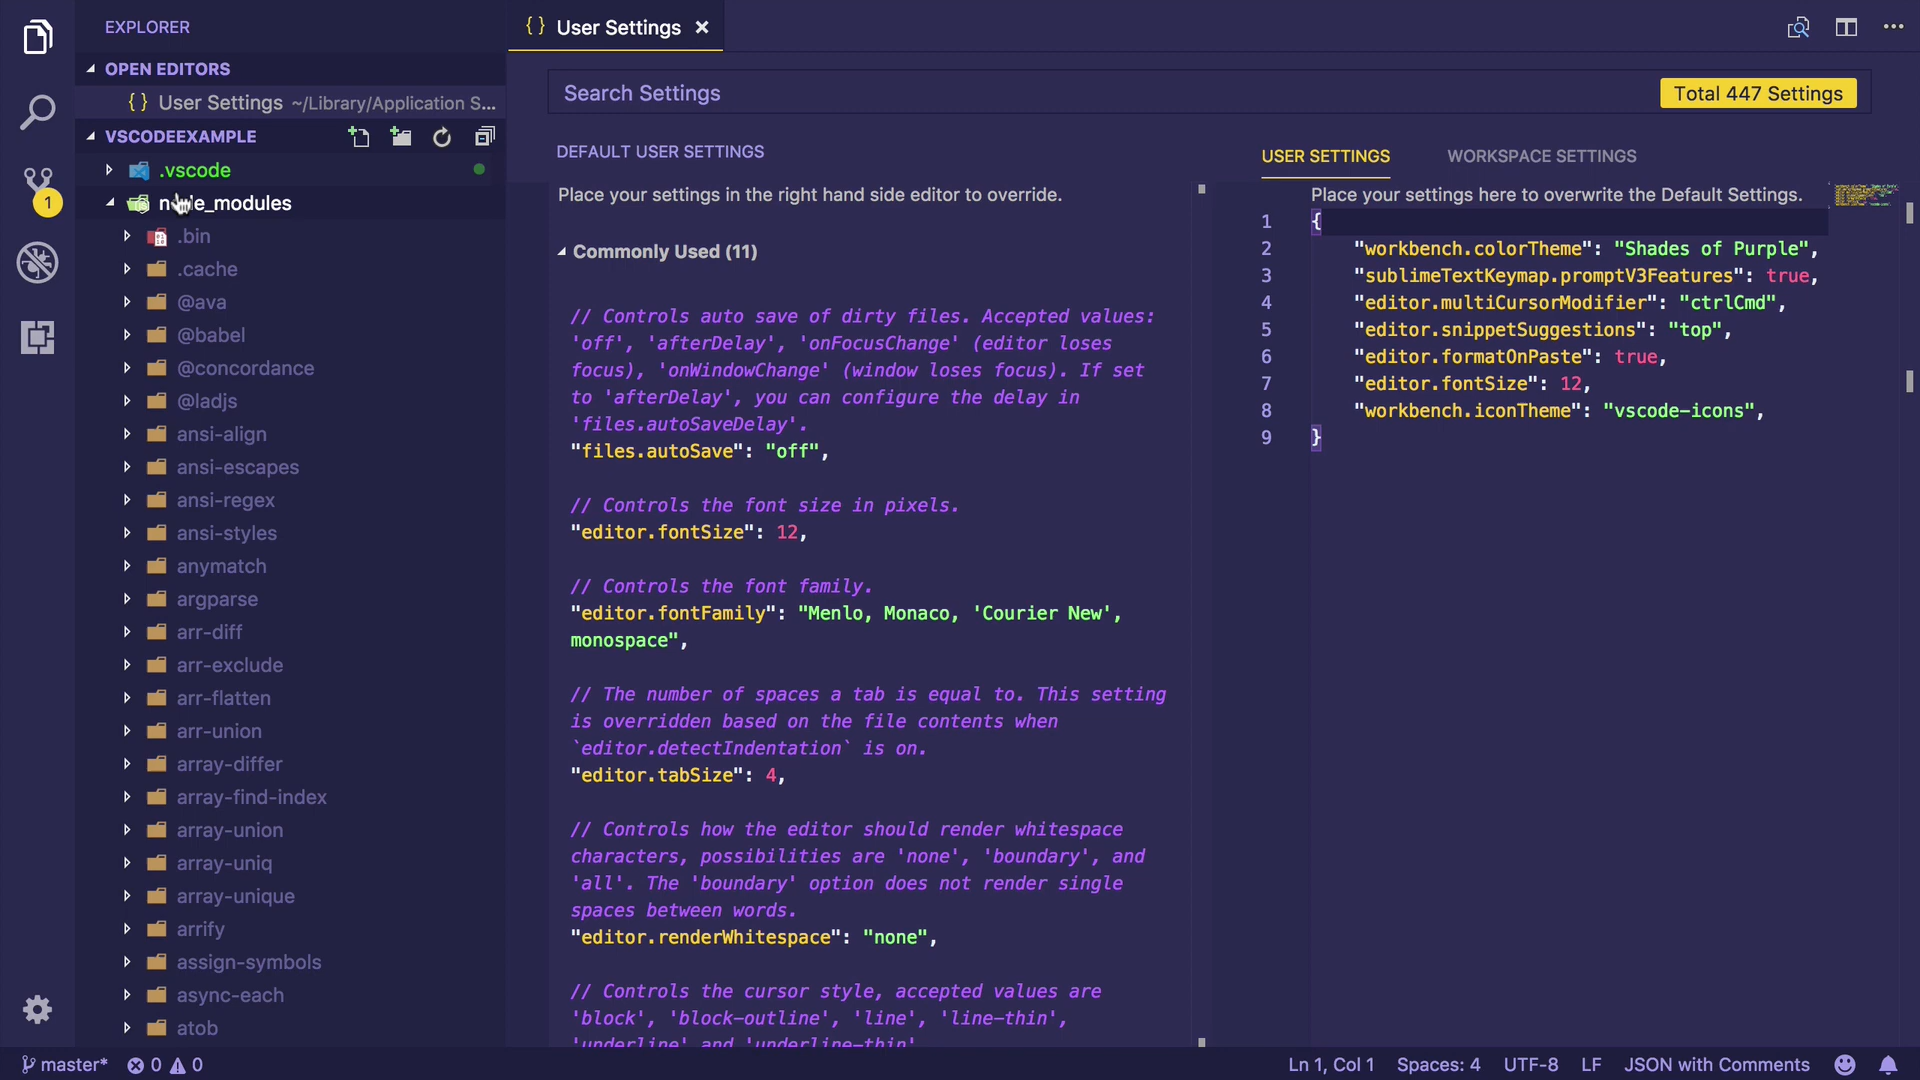 EXPLORER
OPEN EDITORS
{} User Settings ~/Library/Application S...
VSCODEEXAMPLE
.vscode
node_modules
.bin
.cache
@ava
@babel
@concordance
@ladjs
ansi-align
ansi-escapes
ansi-regex
ansi-styles
anymatch
argparse
arr-diff
arr-exclude
arr-flatten
arr-union
array-differ
array-find-index
array-union
array-uniq
array-unique
arrify
assign-symbols
async-each
atob
1
{} User Settings ×
Search Settings
Total 447 Settings
DEFAULT USER SETTINGS
Place your settings in the right hand side editor to override.
Commonly Used (11)
// Controls auto save of dirty files. Accepted values:
'off', 'afterDelay', 'onFocusChange' (editor loses
focus), 'onWindowChange' (window loses focus). If set
to 'afterDelay', you can configure the delay in
'files.autoSaveDelay'.
"files.autoSave": "off",
// Controls the font size in pixels.
"editor.fontSize": 12,
// Controls the font family.
"editor.fontFamily": "Menlo, Monaco, 'Courier New',
monospace",
// The number of spaces a tab is equal to. This setting
is overridden based on the file contents when
`editor.detectIndentation` is on.
"editor.tabSize": 4,
// Controls how the editor should render whitespace
characters, possibilities are 'none', 'boundary', and
'all'. The 'boundary' option does not render single
spaces between words.
"editor.renderWhitespace": "none",
// Controls the cursor style, accepted values are
'block', 'block-outline', 'line', 'line-thin',
'underline' and 'underline-thin'
USER SETTINGS
WORKSPACE SETTINGS
Place your settings here to overwrite the Default Settings.
1 {
2 "workbench.colorTheme": "Shades of Purple",
3 "sublimeTextKeymap.promptV3Features": true,
4 "editor.multiCursorModifier": "ctrlCmd",
5 "editor.snippetSuggestions": "top",
6 "editor.formatOnPaste": true,
7 "editor.fontSize": 12,
8 "workbench.iconTheme": "vscode-icons",
9 }
master* 0 0
Ln 1, Col 1 Spaces: 4 UTF-8 LF JSON with Comments